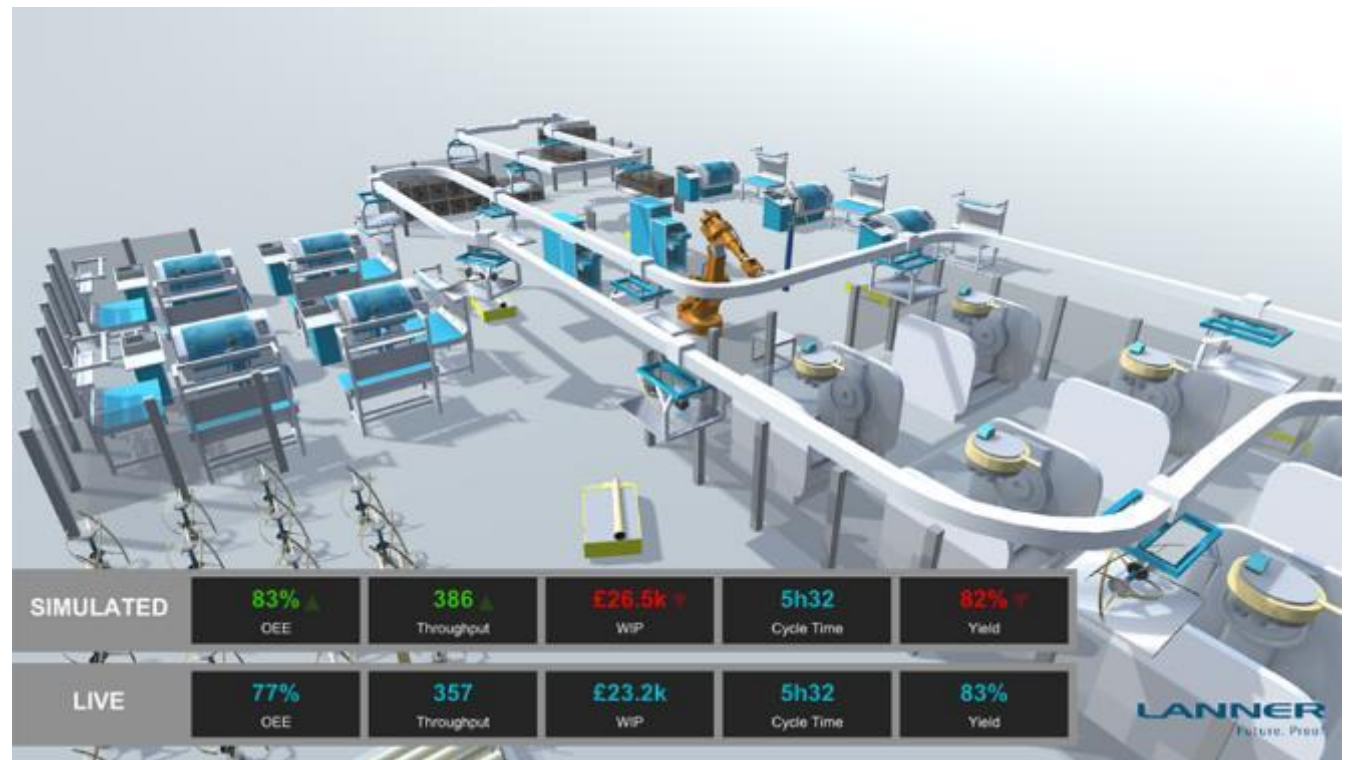 SIMULATED
83% ▲
OEE
386 ▲
Throughput
£26.5k ▼
WIP
5h32
Cycle Time
82% ▼
Yield
LIVE
77%
OEE
357
Throughput
£23.2k
WIP
5h32
Cycle Time
83%
Yield
LANNER
Future. Proof